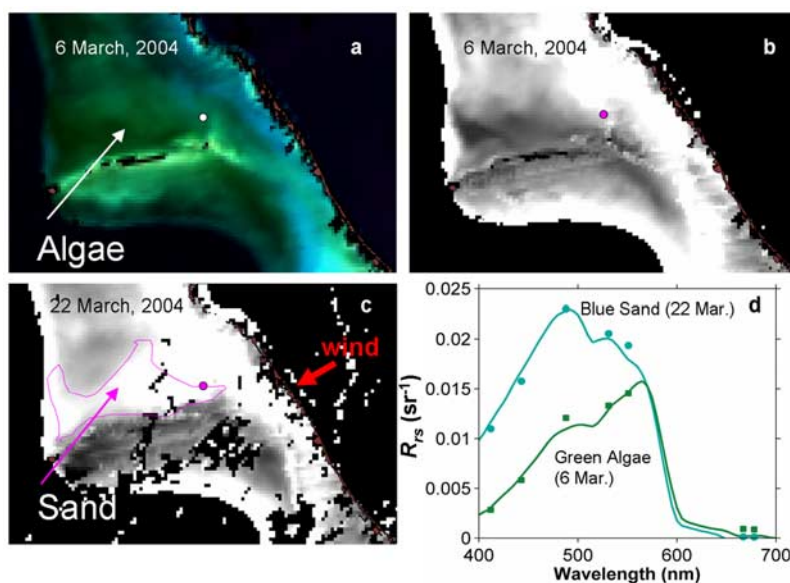 6 March, 2004 a
Algae
6 March, 2004 b
22 March, 2004 c
wind
Sand
d
0.025
0.02
0.015
0.01
0.005
0
400 500 600 700
Rrs (sr-1)
Wavelength (nm)
Blue Sand (22 Mar.)
Green Algae
(6 Mar.)